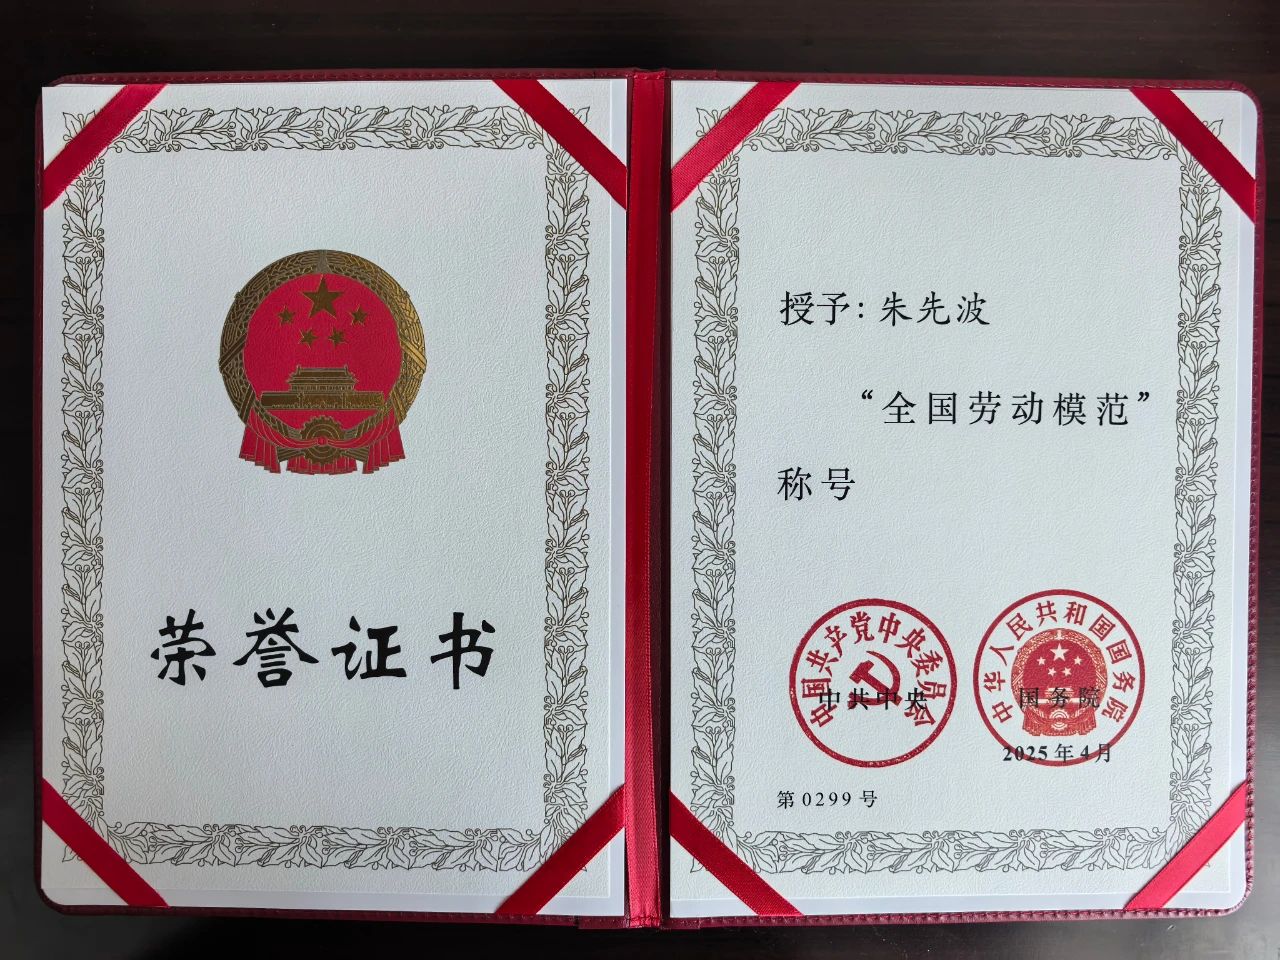 荣誉证书
授予：朱先波
“全国劳动模范”
称号
中国共产党中央委员会
中共中央
中华人民共和国国务院
国务院
2025年4月
第0299号